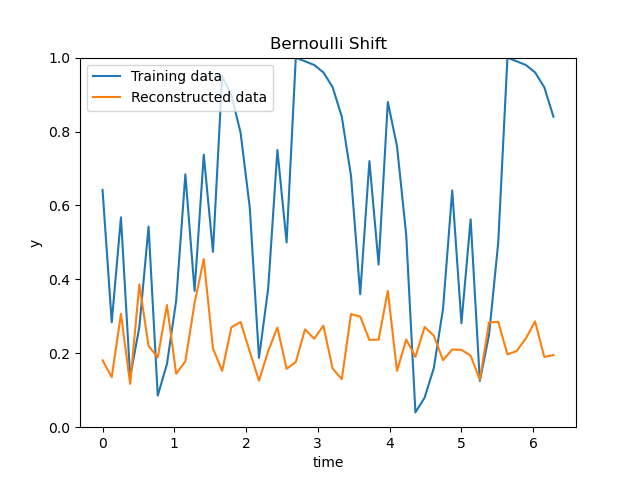 Bernoulli Shift
Training data
Reconstructed data
1.0
0.8
0.6
0.4
0.2
0.0
y
0 1 2 3 4 5 6
time